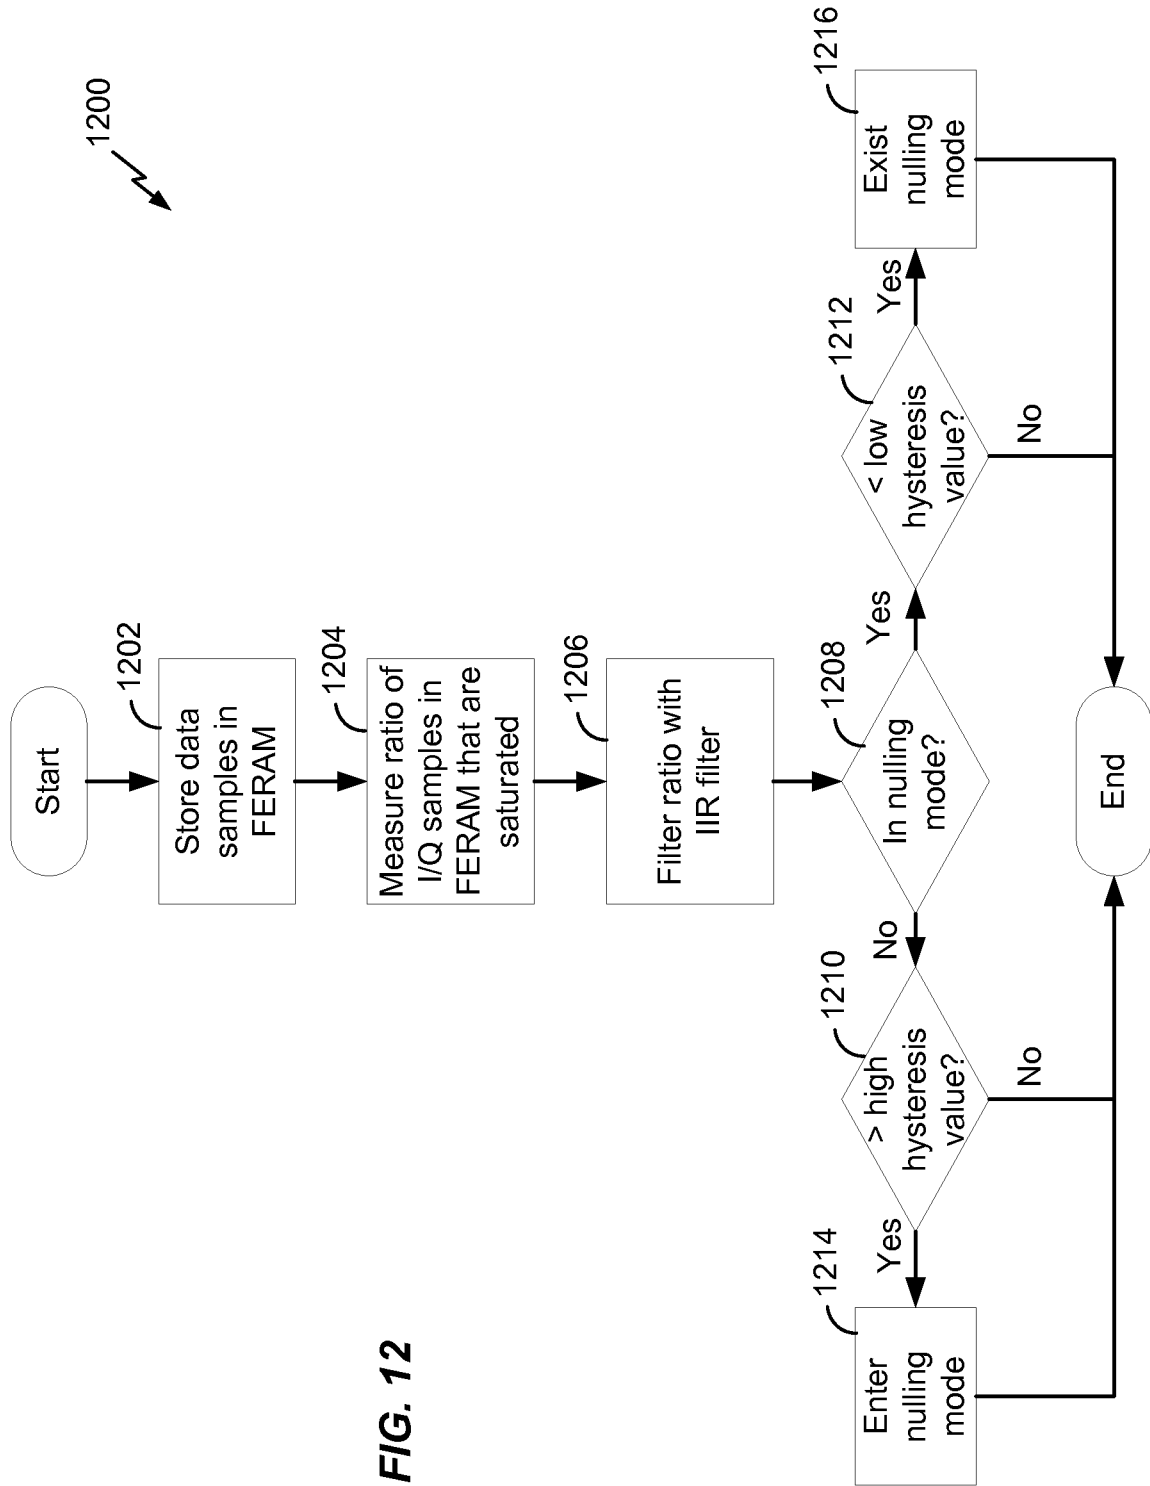 1200
Start
1202
Store data
samples in
FERAM
1204
Measure ratio of
I/Q samples in
FERAM that are
saturated
1206
Filter ratio with
IIR filter
1208
In nulling
mode?
No
Yes
1210
> high
hysteresis
value?
Yes
No
1212
< low
hysteresis
value?
Yes
No
1214
Enter
nulling
mode
1216
Exist
nulling
mode
End
FIG. 12